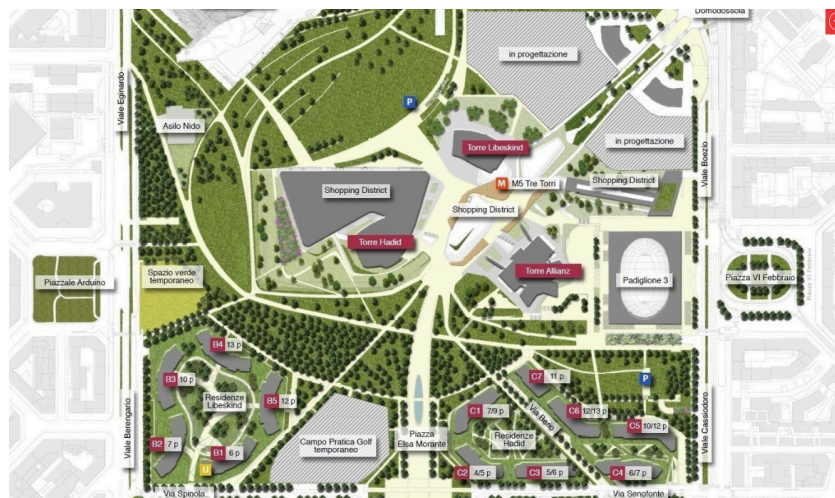 Domodossola
in progettazione
Viale Eginardo
P
Asilo Nido
in progettazione
Torre Libeskind
Viale Boezio
M
M5 Tre Torri
Shopping District
Shopping District
Shopping District
Torre Hadid
Torre Allianz
Piazzale Arduino
Spazio verde
temporaneo
Padiglione 3
Piazza VI Febbraio
PIAZZA VI FEBBRAIO
B4 13 p
B3 10 p
Residenze
Libeskind
B5 12 p
C7 11 p
P
C1 7/9 p
C6 12/13 p
Via Berlio
C5 10/12 p
Viale Cassiodoro
Viale Berengario
B2 7 p
B1 6 p
U
Campo Pratica Golf
temporaneo
Piazza
Elsa Morante
Residenze
Hadid
C2 4/5 p
C3 5/6 p
C4 6/7 p
Via Spinola
Via Senofonte